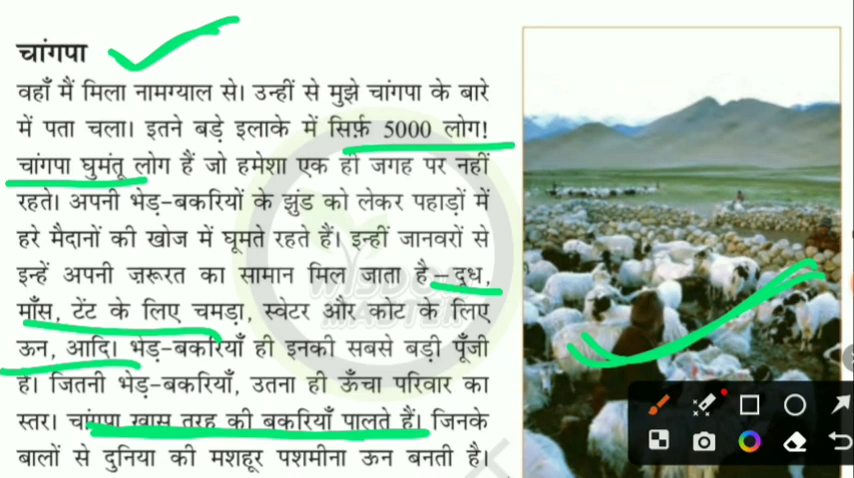 चांगपा
वहाँ मैं मिला नामग्याल से। उन्हीं से मुझे चांगपा के बारे
में पता चला। इतने बड़े इलाके में सिर्फ़ 5000 लोग!
चांगपा घुमंतू लोग हैं जो हमेशा एक ही जगह पर नहीं
रहते। अपनी भेड़-बकरियों के झुंड को लेकर पहाड़ों में
हरे मैदानों की खोज में घूमते रहते हैं। इन्हीं जानवरों से
इन्हें अपनी ज़रूरत का सामान मिल जाता है – दूध,
माँस, टेंट के लिए चमड़ा, स्वेटर और कोट के लिए
ऊन, आदि। भेड़-बकरियाँ ही इनकी सबसे बड़ी पूँजी
है। जितनी भेड़-बकरियाँ, उतना ही ऊँचा परिवार का
स्तर। चांगपा खास तरह की बकरियाँ पालते हैं। जिनके
बालों से दुनिया की मशहूर पशमीना ऊन बनती है।
WISDOM
MASTER